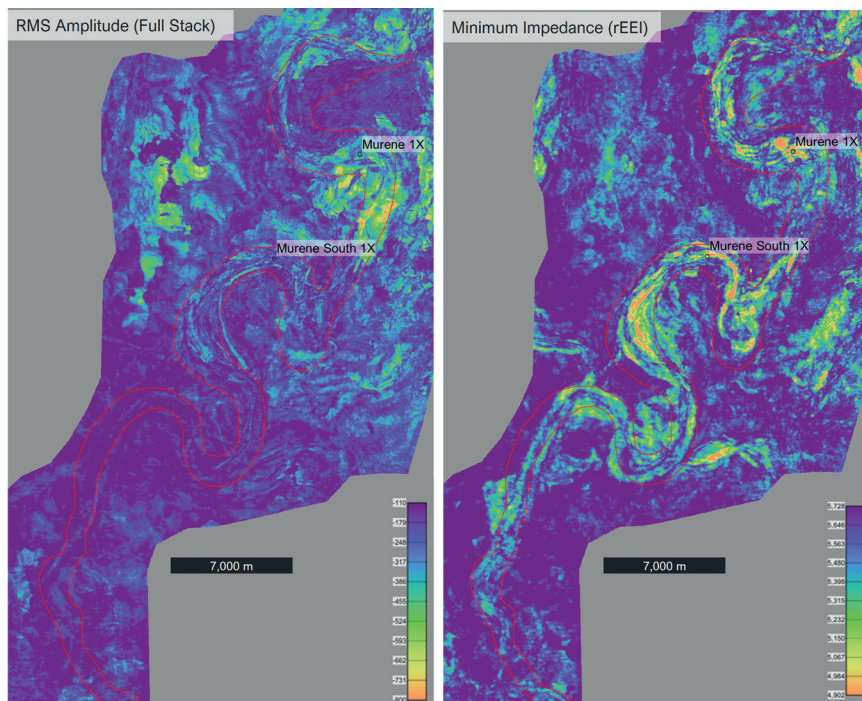 RMS Amplitude (Full Stack)
Murene 1X
Murene South 1X
7,000 m
-110
-179
-248
-317
-386
-455
-524
-593
-662
-731
-800
Minimum Impedance (rEEI)
Murene 1X
Murene South 1X
7,000 m
5.728
5.646
5.563
5.480
5.398
5.315
5.232
5.150
5.067
4.984
4.902